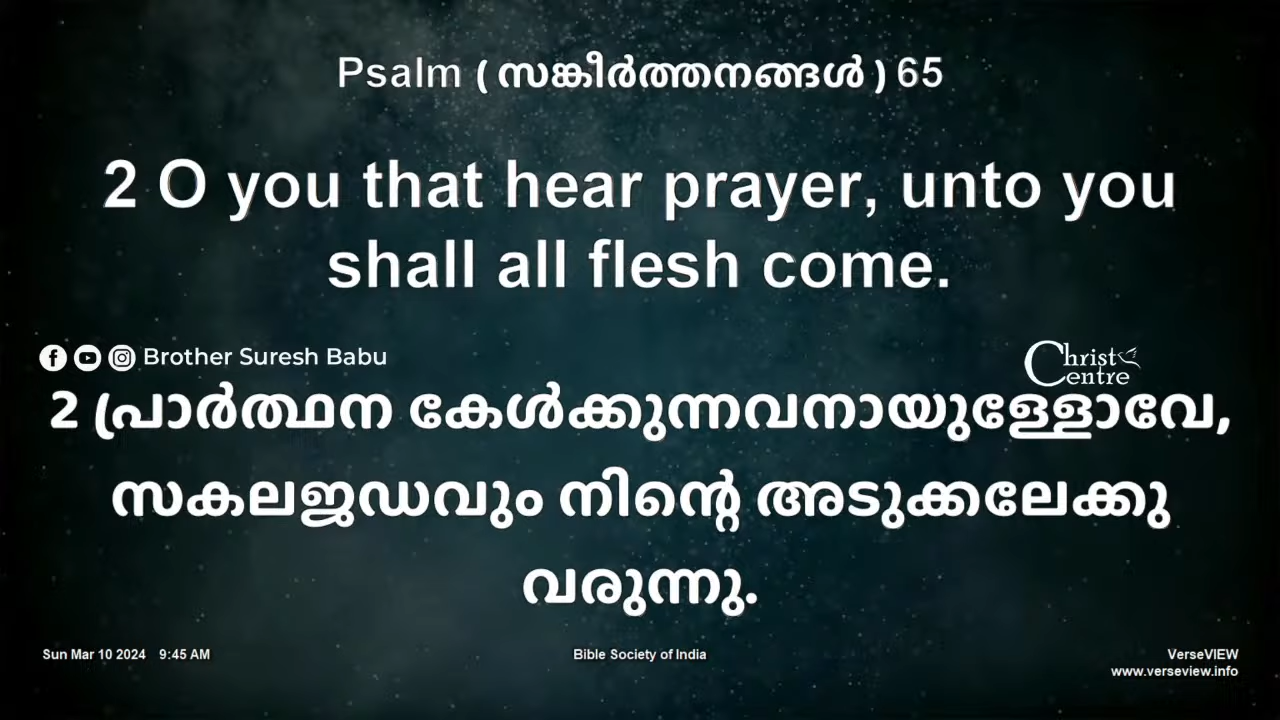 Psalm ( സങ്കീർത്തനങ്ങൾ ) 65
2 O you that hear prayer, unto you
shall all flesh come.
Brother Suresh Babu
Christ
Centre
2 പ്രാർത്ഥന കേൾക്കുന്നവനായുള്ളോവേ,
സകലജഡവും നിന്റെ അടുക്കലേക്കു
വരുന്നു.
Sun Mar 10 2024 9:45 AM
Bible Society of India
VerseVIEW
www.verseview.info